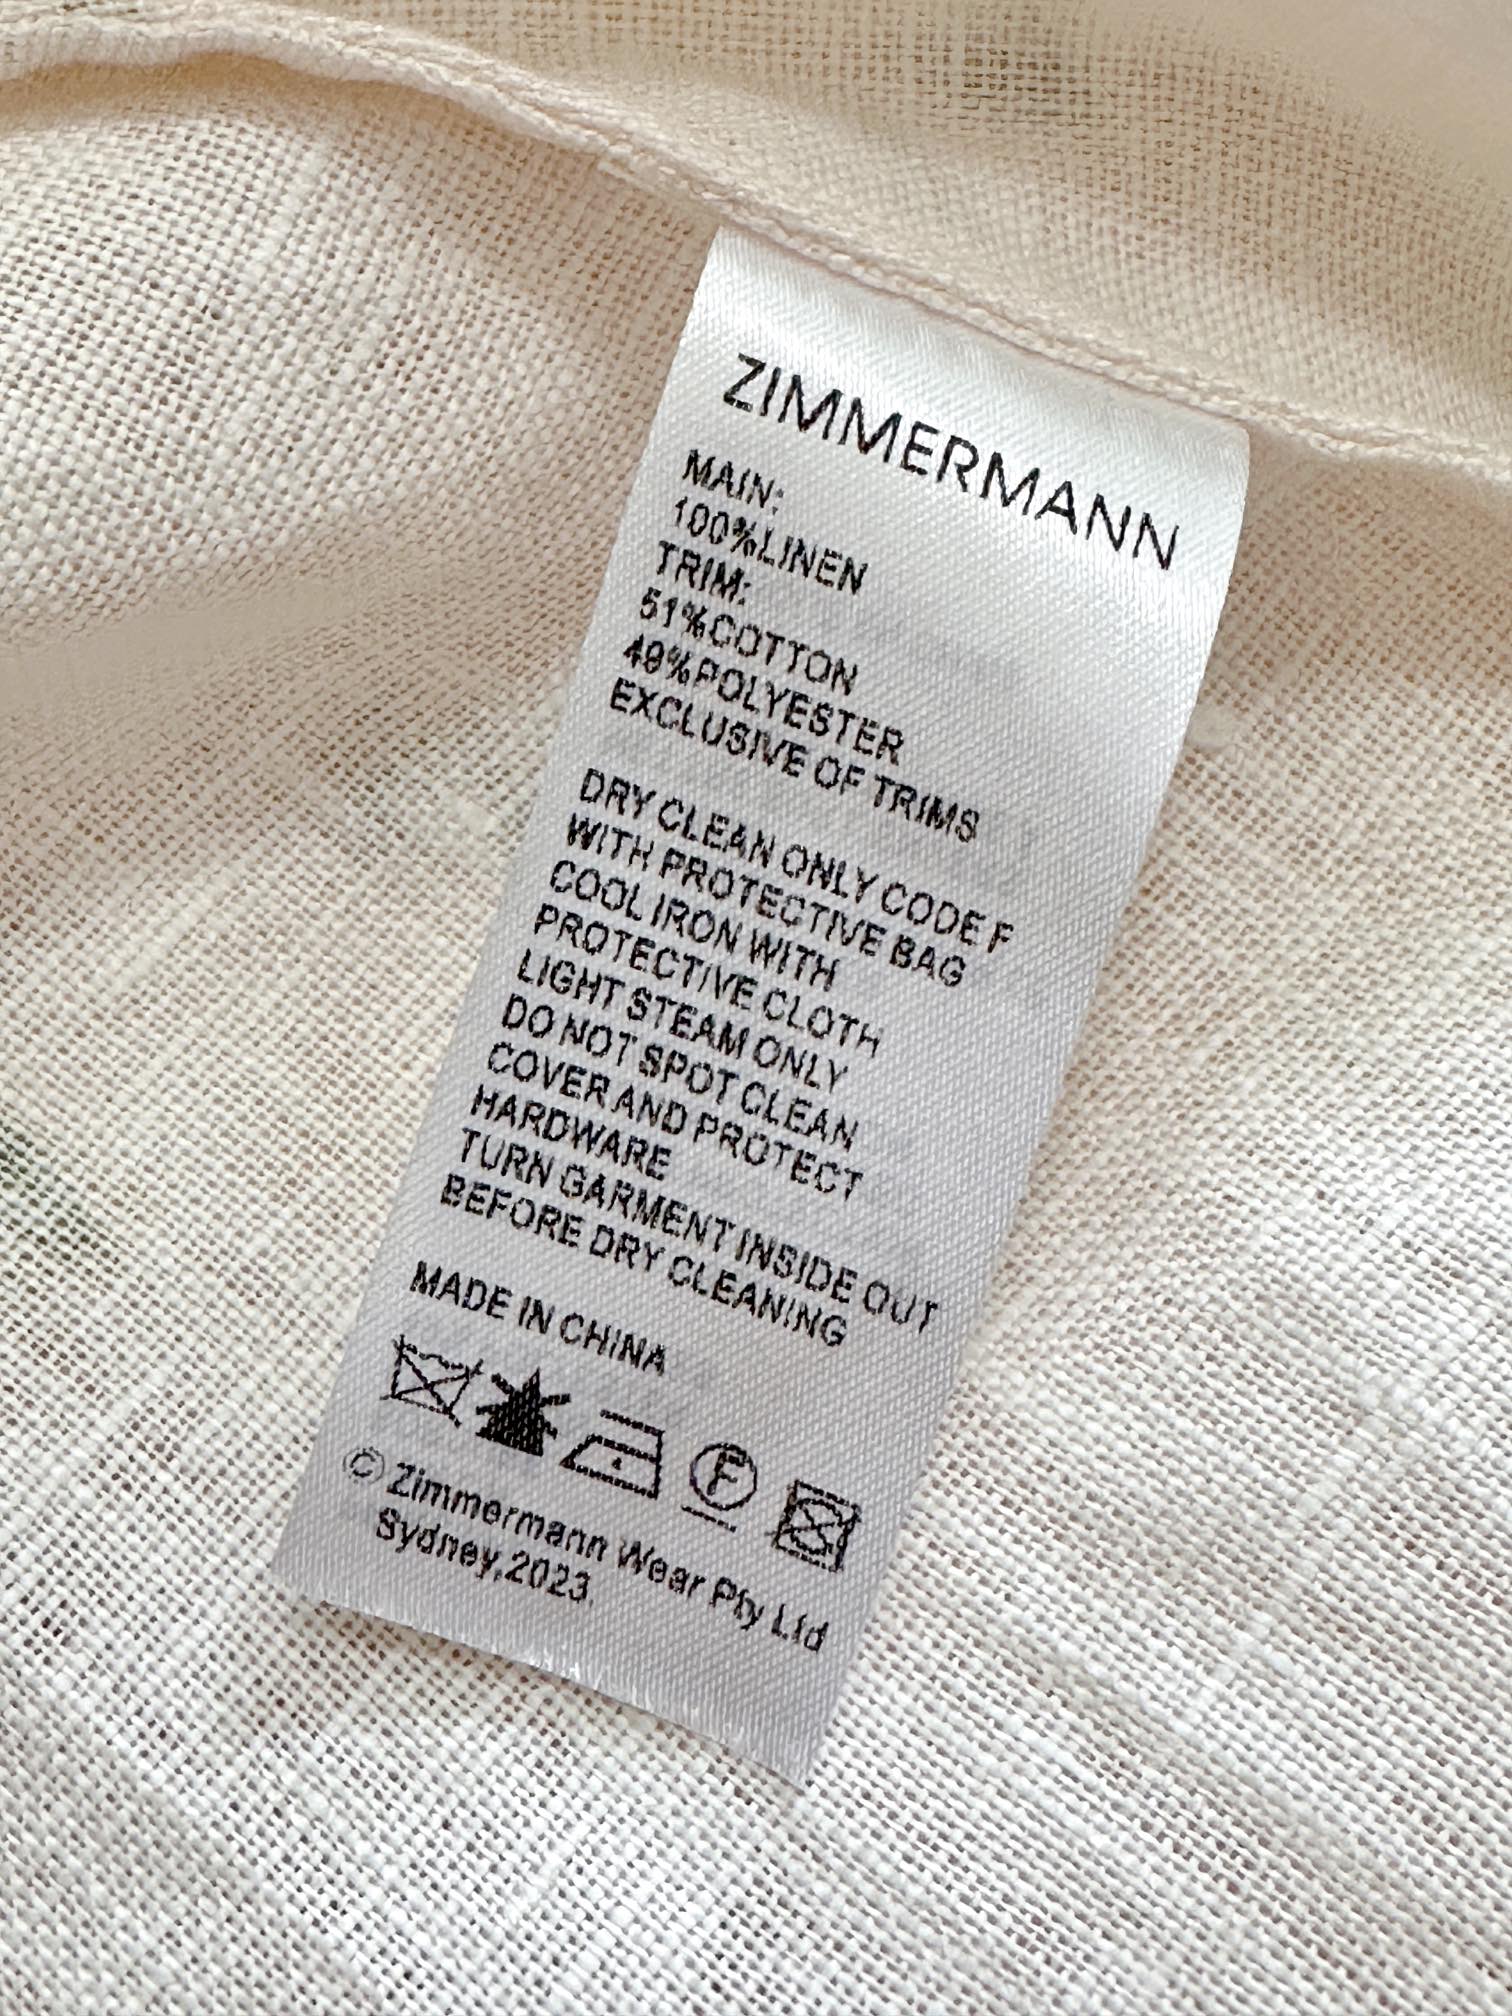 ZIMMERMANN
MAIN:
100%LINEN
TRIM:
51%COTTON
49%POLYESTER
EXCLUSIVE OF TRIMS
DRY CLEAN ONLY CODE F
WITH PROTECTIVE BAG
COOL IRON WITH
PROTECTIVE CLOTH
LIGHT STEAM ONLY
DO NOT SPOT CLEAN
COVER AND PROTECT
HARDWARE
TURN GARMENT INSIDE OUT
BEFORE DRY CLEANING
MADE IN CHINA
F
© Zimmermann Wear Pty Ltd
Sydney,2023.